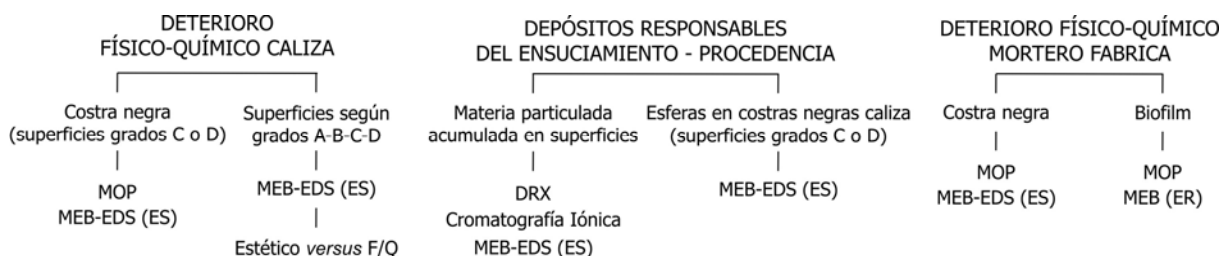 DETERIORO
FÍSICO-QUÍMICO CALIZA
Costra negra
(superficies grados C o D)
MOP
MEB-EDS (ES)
Superficies según
grados A-B-C-D
MEB-EDS (ES)
Estético versus F/Q
DEPÓSITOS RESPONSABLES
DEL ENSUCIAMIENTO - PROCEDENCIA
Materia particulada
acumulada en superficies
DRX
Cromatografía Iónica
MEB-EDS (ES)
Esferas en costras negras caliza
(superficies grados C o D)
MEB-EDS (ES)
DETERIORO FÍSICO-QUÍMICO
MORTERO FABRICA
Costra negra
MOP
MEB-EDS (ES)
Biofilm
MOP
MEB (ER)